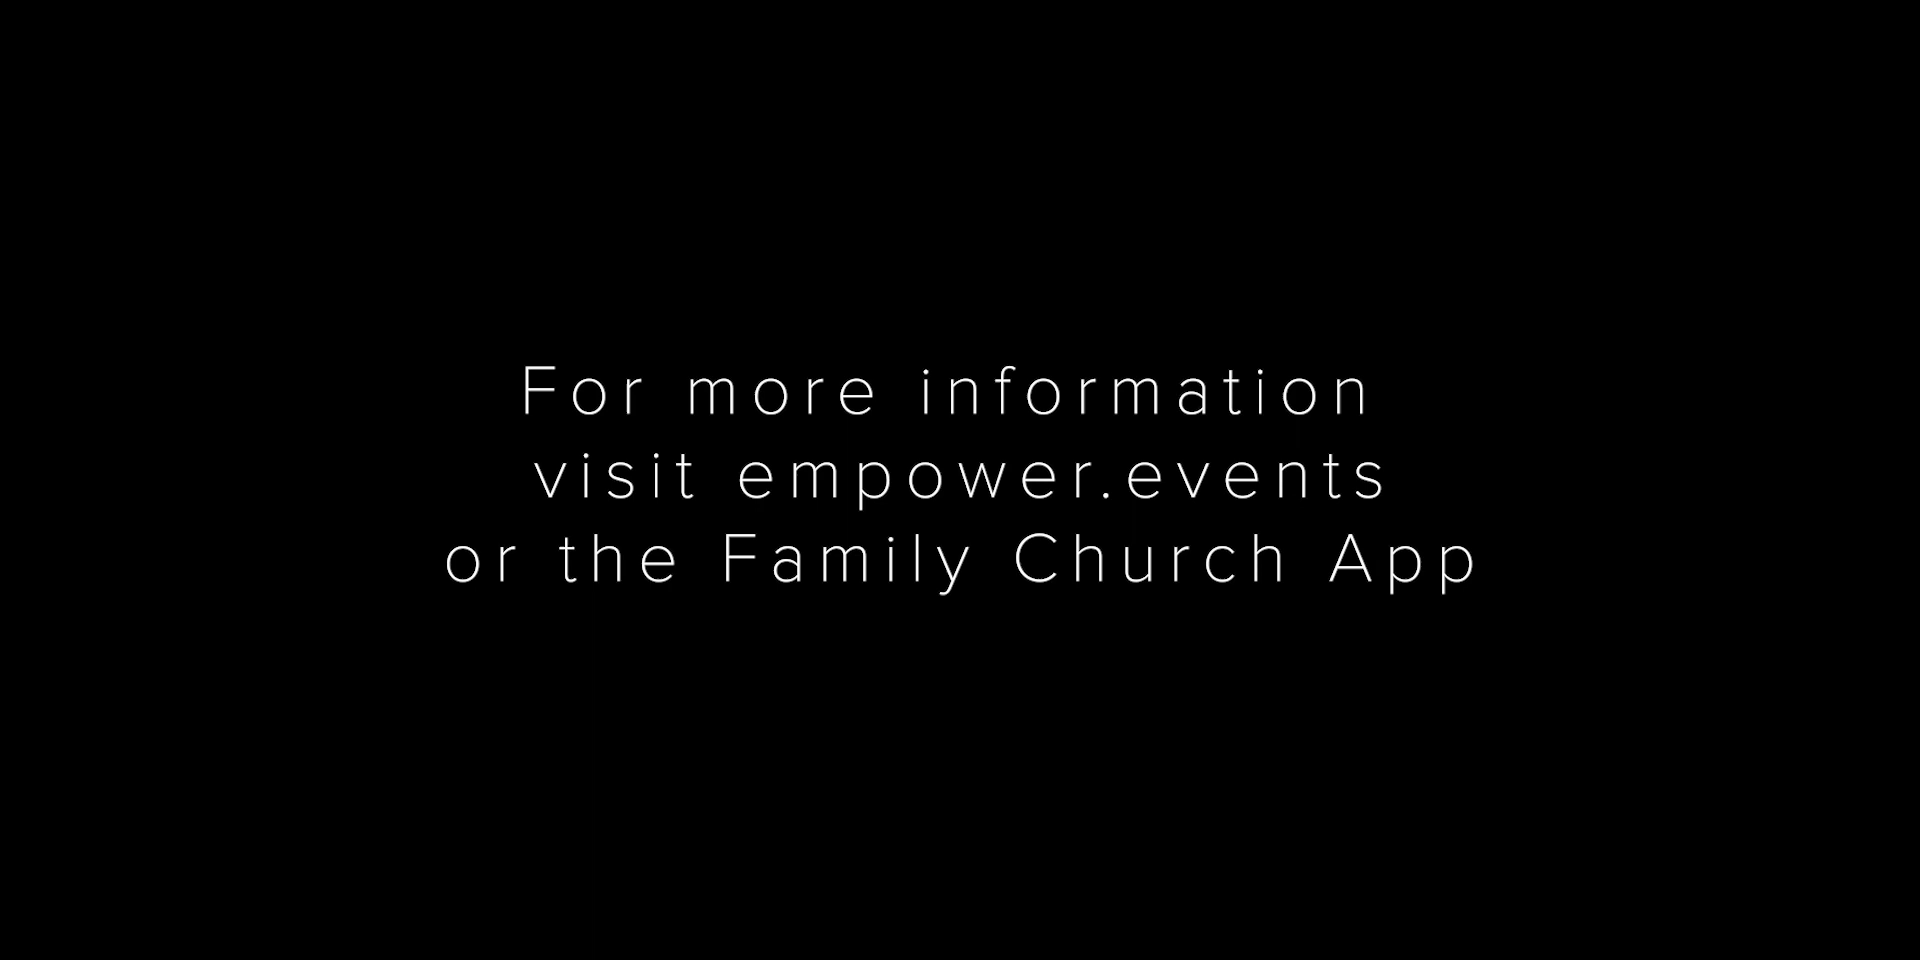 For more information
visit empower.events
or the Family Church App